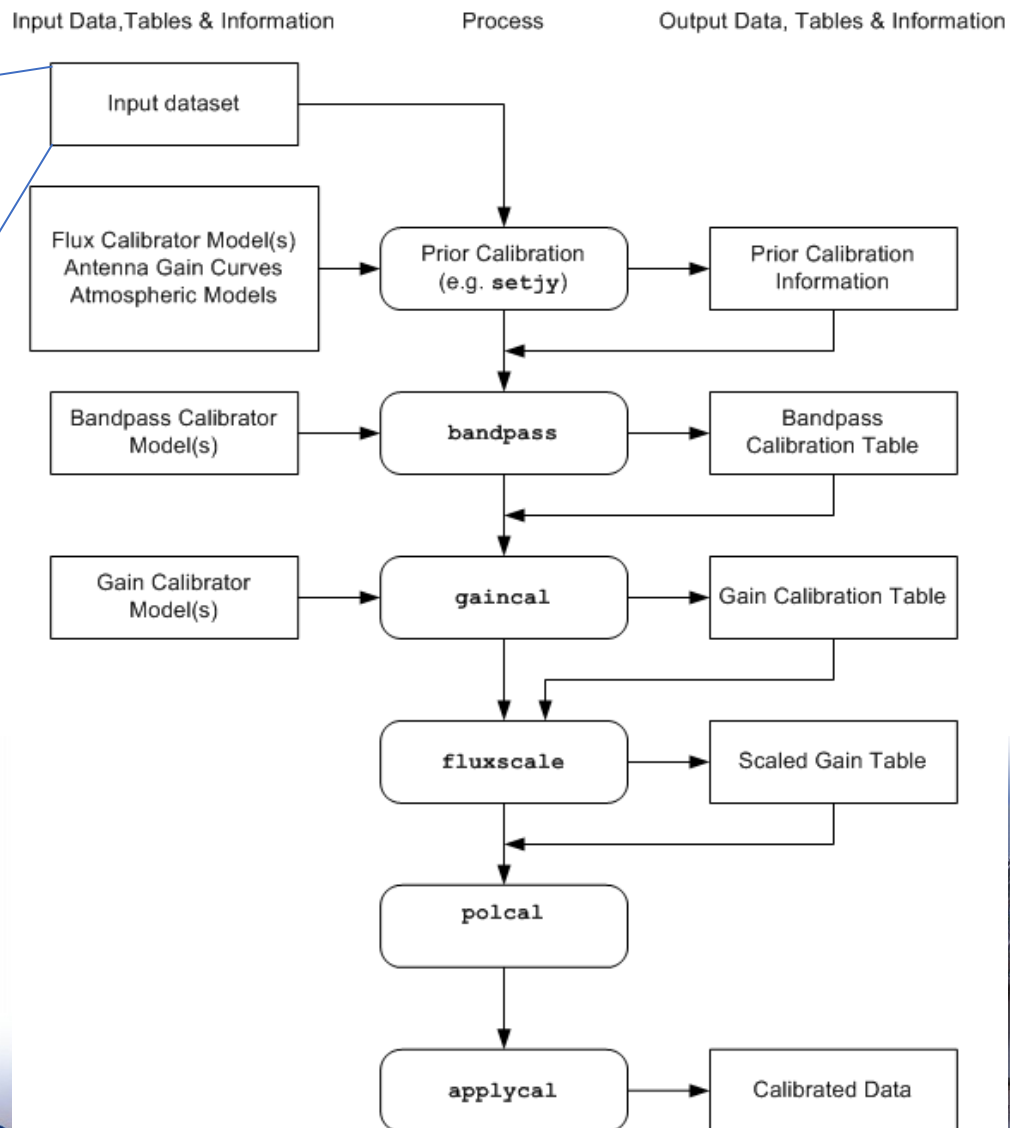 Input Data,Tables & Information
Process
Output Data, Tables & Information
Input dataset
Flux Calibrator Model(s)
Antenna Gain Curves
Atmospheric Models
Prior Calibration
(e.g. setjy)
Prior Calibration
Information
Bandpass Calibrator
Model(s)
bandpass
Bandpass
Calibration Table
Gain Calibrator
Model(s)
gaincal
Gain Calibration Table
fluxscale
Scaled Gain Table
polcal
applycal
Calibrated Data